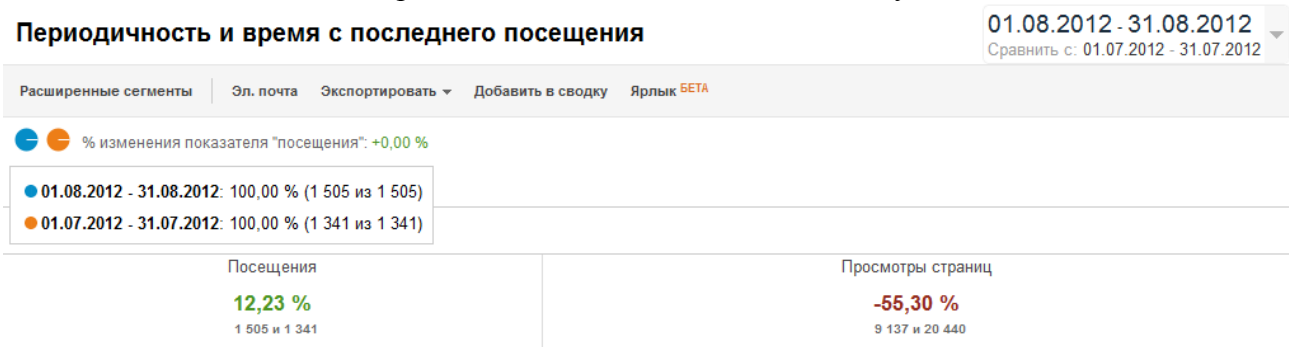 Периодичность и время с последнего посещения
01.08.2012 - 31.08.2012
Сравнить с: 01.07.2012 - 31.07.2012
Расширенные сегменты Эл. почта Экспортировать Добавить в сводку Ярлык БЕТА
% изменения показателя "посещения": +0,00 %
01.08.2012 - 31.08.2012: 100,00 % (1 505 из 1 505)
01.07.2012 - 31.07.2012: 100,00 % (1 341 из 1 341)
Посещения
12,23 %
1 505 и 1 341
Просмотры страниц
-55,30 %
9 137 и 20 440